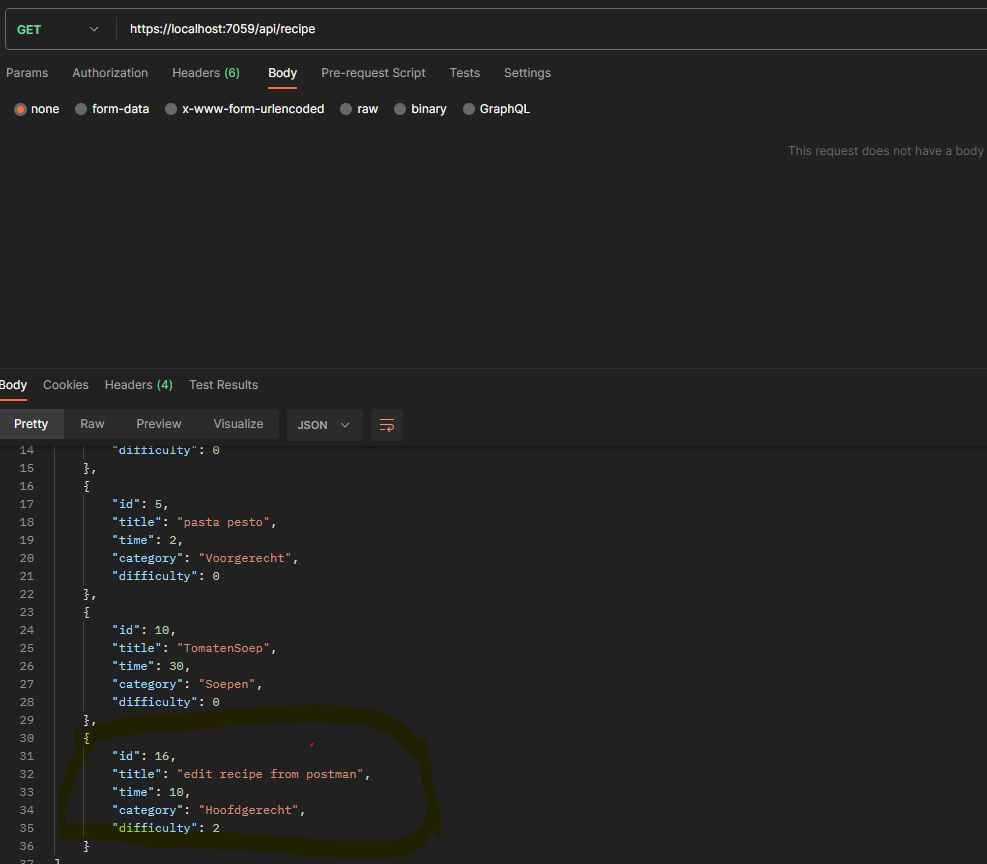 GET https://localhost:7059/api/recipe
Params Authorization Headers (6) Body Pre-request Script Tests Settings
none form-data x-www-form-urlencoded raw binary GraphQL
This request does not have a body
Body Cookies Headers (4) Test Results
Pretty Raw Preview Visualize JSON
14 "difficulty": 0
15 },
16 {
17 "id": 5,
18 "title": "pasta pesto",
19 "time": 2,
20 "category": "Voorgerecht",
21 "difficulty": 0
22 },
23 {
24 "id": 10,
25 "title": "TomatenSoep",
26 "time": 30,
27 "category": "Soepen",
28 "difficulty": 0
29 },
30 {
31 "id": 16,
32 "title": "edit recipe from postman",
33 "time": 10,
34 "category": "Hoofdgerecht",
35 "difficulty": 2
36 }
37 ]